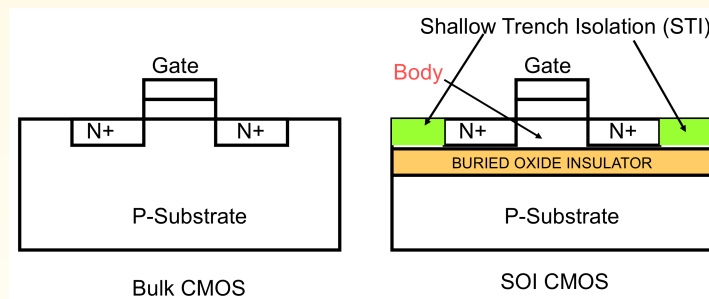 Shallow Trench Isolation (STI)
Gate
Body
Gate
N+
N+
N+
N+
BURIED OXIDE INSULATOR
P-Substrate
P-Substrate
Bulk CMOS
SOI CMOS